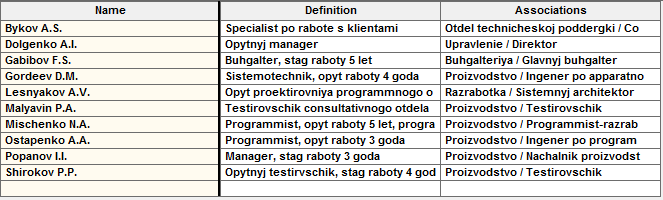 Name Definition Associations
Bykov A.S. Specialist po rabote s klientami Otdel technicheskoj poddergki / Co
Dolgenko A.I. Opytnyj manager Upravlenie / Direktor
Gabibov F.S. Buhgalter, stag raboty 5 let Buhgalteriya / Glavnyj buhgalter
Gordeev D.M. Sistemotehnik, opyt raboty 4 goda Proizvodstvo / Ingener po apparatno
Lesnyakov A.V. Opyt proektirovniya programmnogo o Razrabotka / Sistemnyj architektor
Malyavin P.A. Testirovschik consultativnogo otdela Proizvodstvo / Testirovschik
Mischenko N.A. Programmist, opyt raboty 5 let, progra Proizvodstvo / Programmist-razrab
Ostapenko A.A. Programmist, opyt raboty 3 goda Proizvodstvo / Ingener po program
Popanov I.I. Manager, stag raboty 3 goda Proizvodstvo / Nachalnik proizvodst
Shirokov P.P. Opytnyj testirvschik, stag raboty 4 god Proizvodstvo / Testirovschik